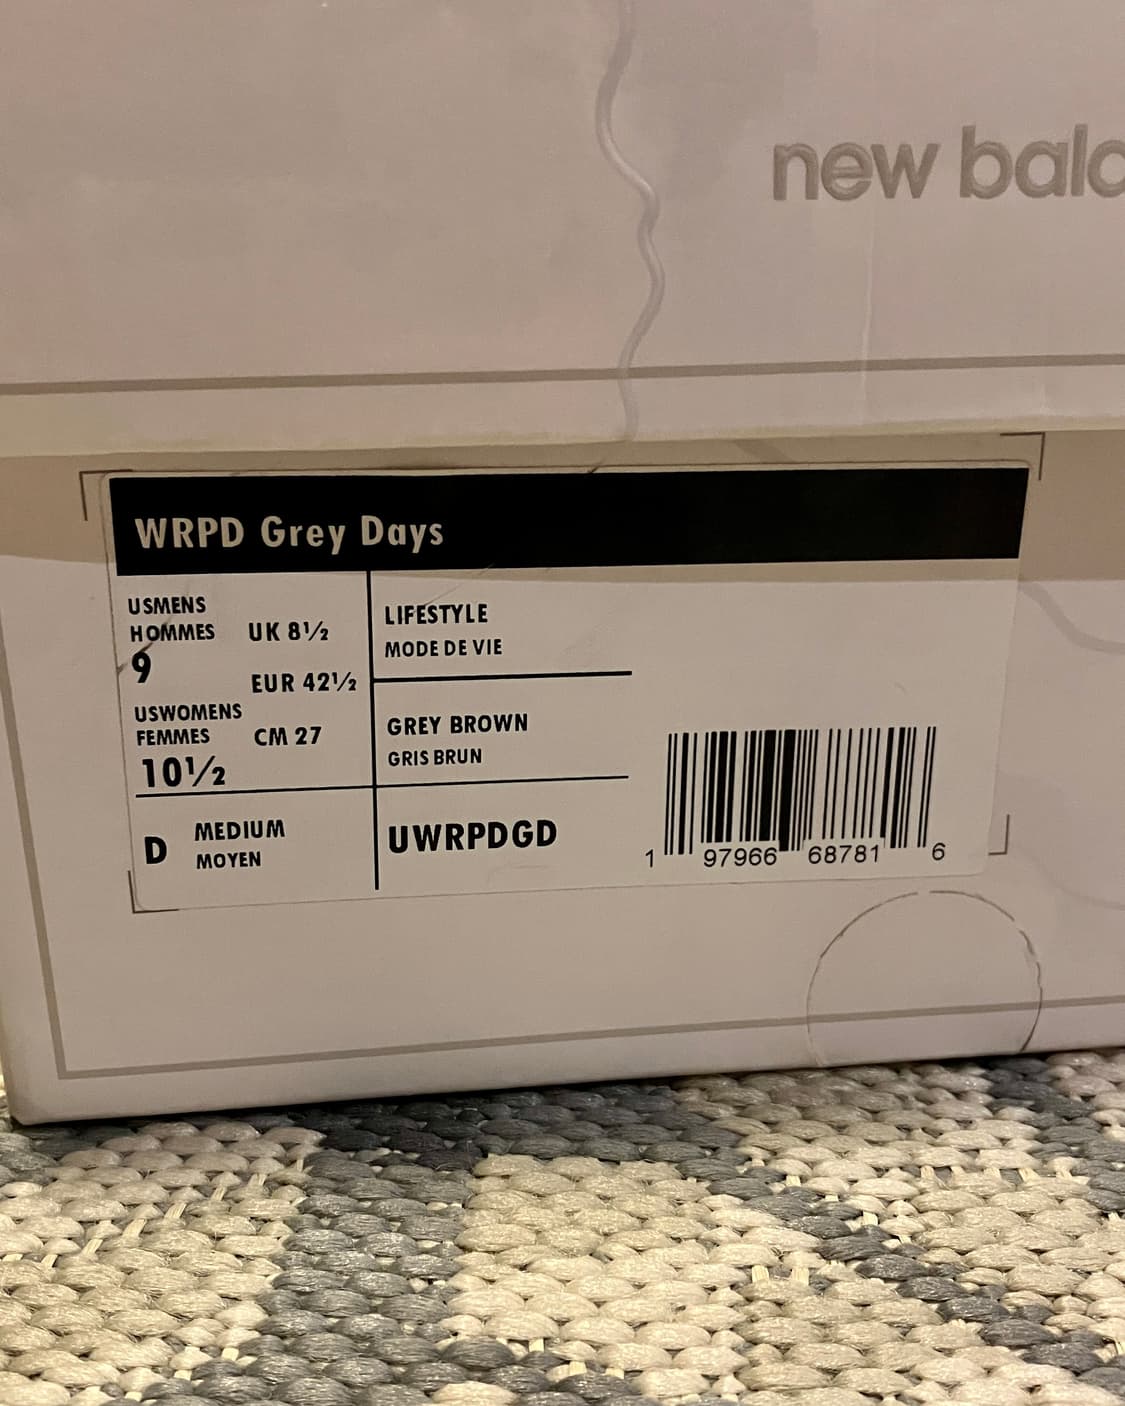 new bala
WRPD Grey Days
USMENS
HOMMES
9
UK 8½
EUR 42½
CM 27
USWOMENS
FEMMES
10½
D
MEDIUM
MOYEN
LIFESTYLE
MODE DE VIE
GREY BROWN
GRIS BRUN
UWRPDGD
1 97966 68781 6